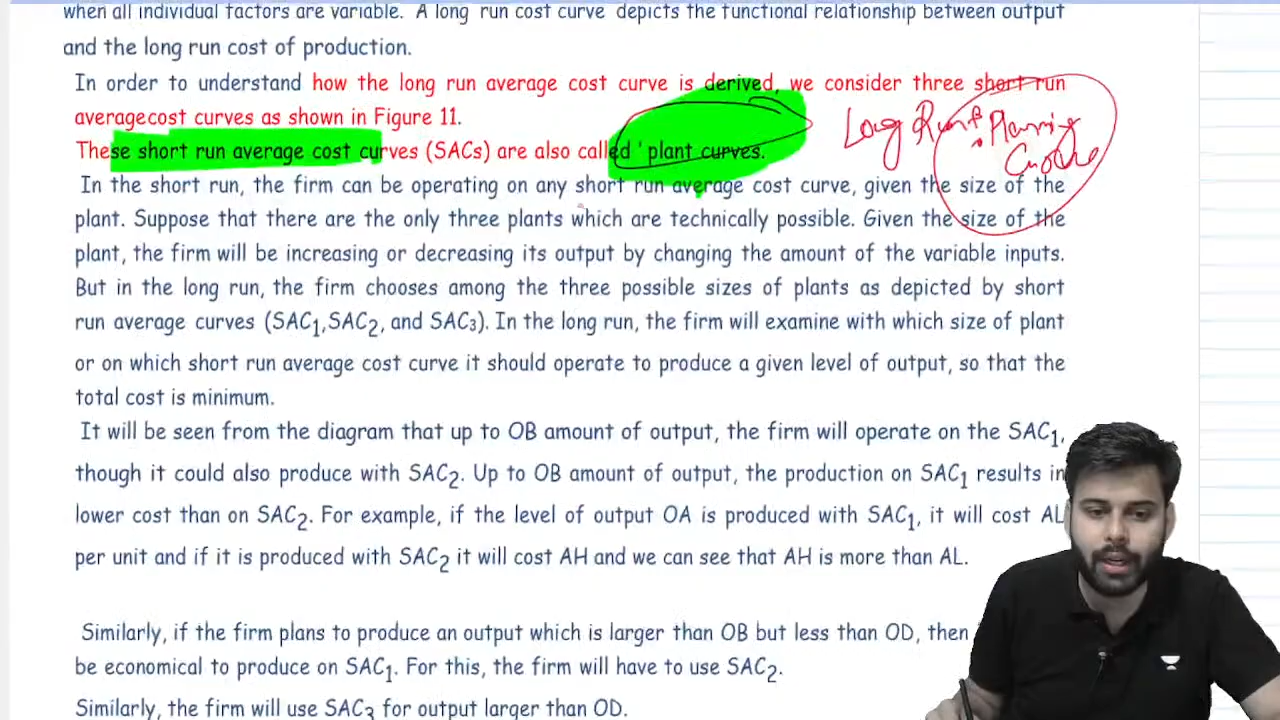 when all individual factors are variable. A long run cost curve depicts the functional relationship between output
and the long run cost of production.
In order to understand how the long run average cost curve is derived, we consider three short run
average cost curves as shown in Figure 11.
These short run average cost curves (SACs) are also called ' plant curves.
Long Run : Planning
Curve
In the short run, the firm can be operating on any short run average cost curve, given the size of the
plant. Suppose that there are the only three plants which are technically possible. Given the size of the
plant, the firm will be increasing or decreasing its output by changing the amount of the variable inputs.
But in the long run, the firm chooses among the three possible sizes of plants as depicted by short
run average curves (SAC1,SAC2, and SAC3). In the long run, the firm will examine with which size of plant
or on which short run average cost curve it should operate to produce a given level of output, so that the
total cost is minimum.
It will be seen from the diagram that up to OB amount of output, the firm will operate on the SAC1,
though it could also produce with SAC2. Up to OB amount of output, the production on SAC1 results in
lower cost than on SAC2. For example, if the level of output OA is produced with SAC1, it will cost AL
per unit and if it is produced with SAC2 it will cost AH and we can see that AH is more than AL.
Similarly, if the firm plans to produce an output which is larger than OB but less than OD, then
be economical to produce on SAC1. For this, the firm will have to use SAC2.
Similarly, the firm will use SAC3 for output larger than OD.